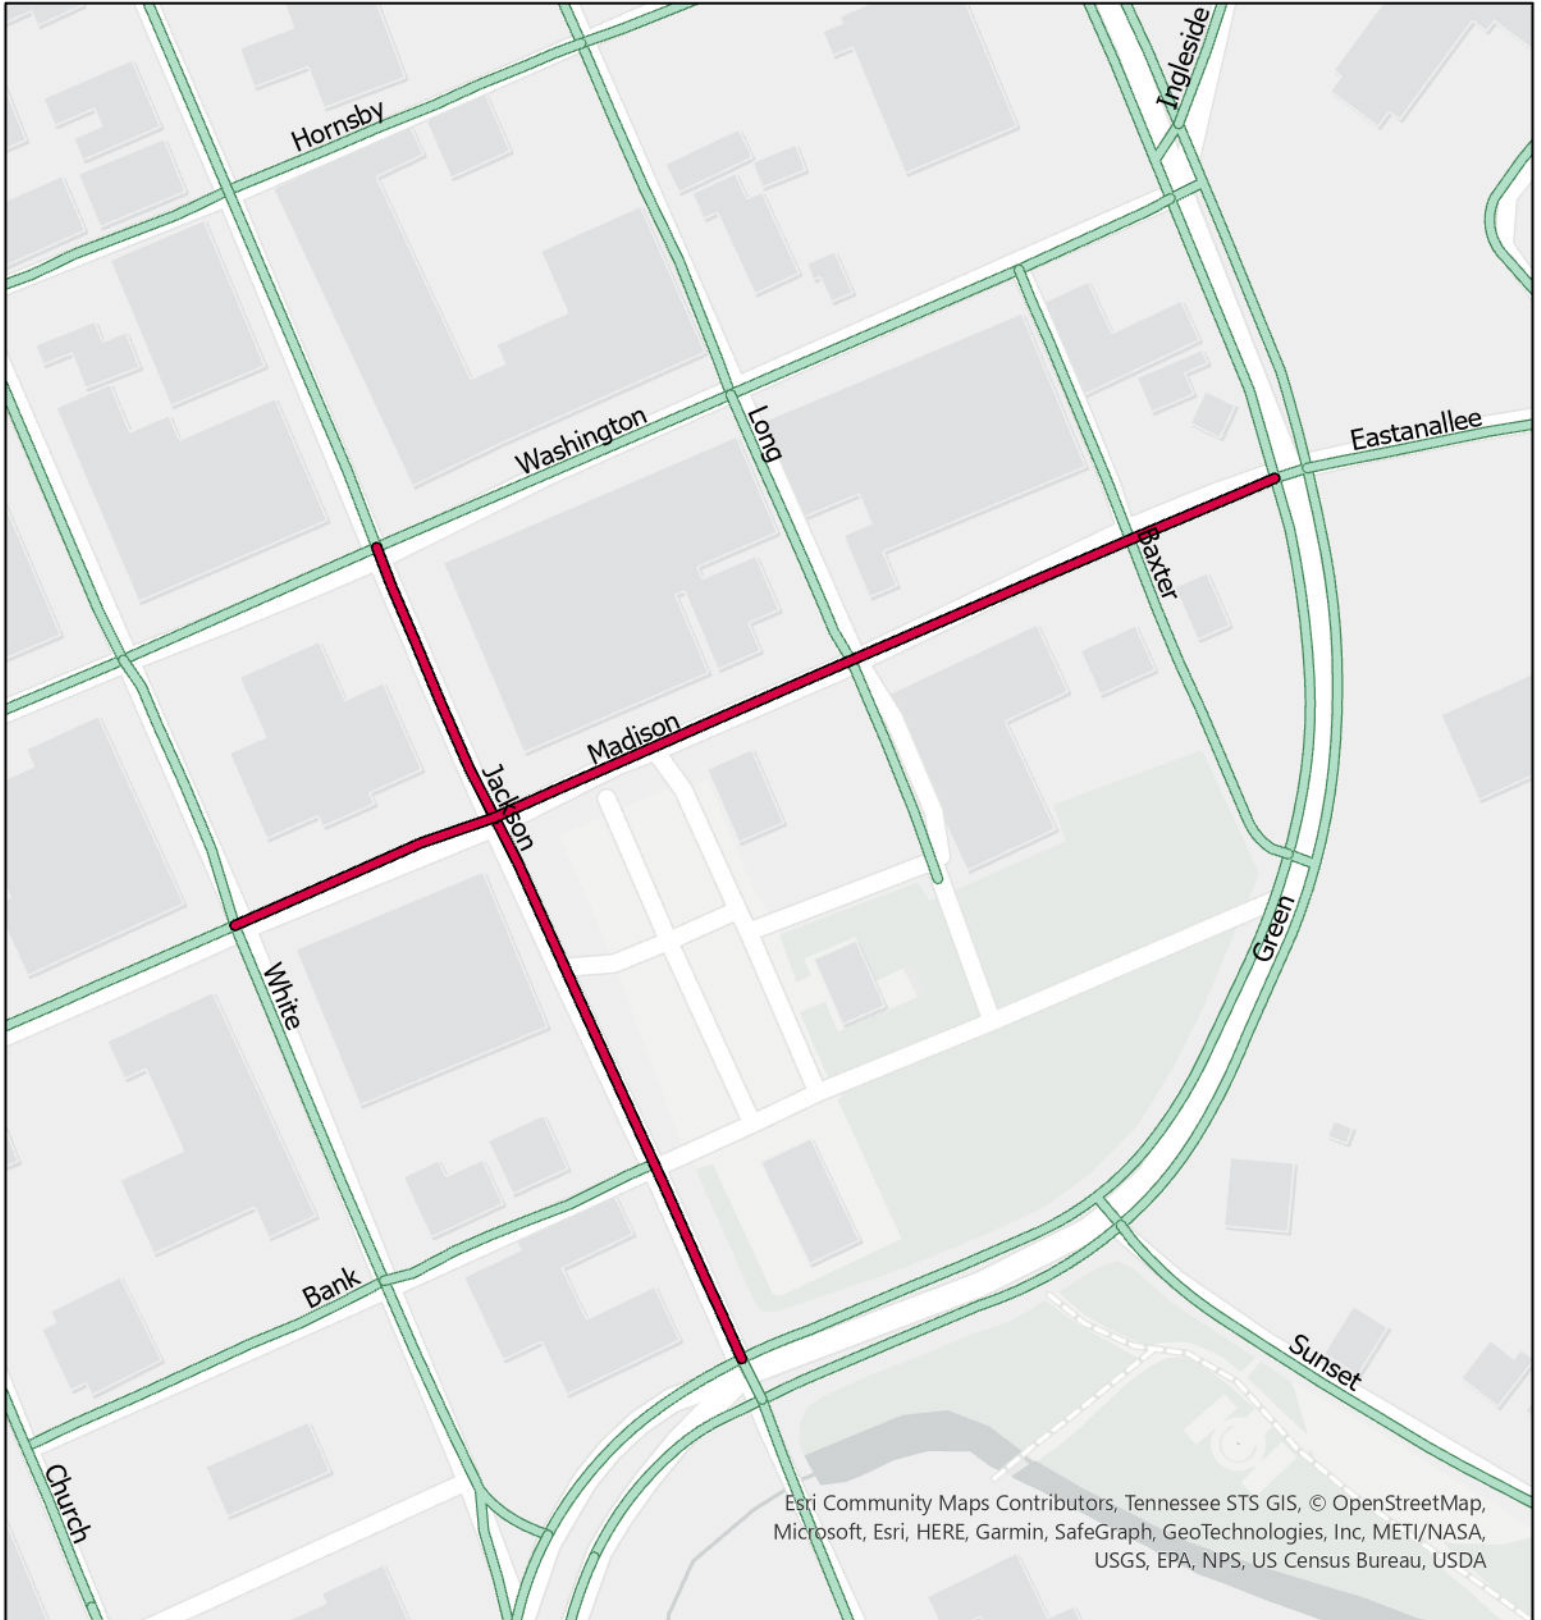 Ingleside
Hornsby
Long
Washington
Eastanallee
Baxter
Madison
Jackson
Green
White
Bank
Sunset
Church
Esri Community Maps Contributors, Tennessee STS GIS, © OpenStreetMap,
Microsoft, Esri, HERE, Garmin, SafeGraph, GeoTechnologies, Inc, METI/NASA,
USGS, EPA, NPS, US Census Bureau, USDA